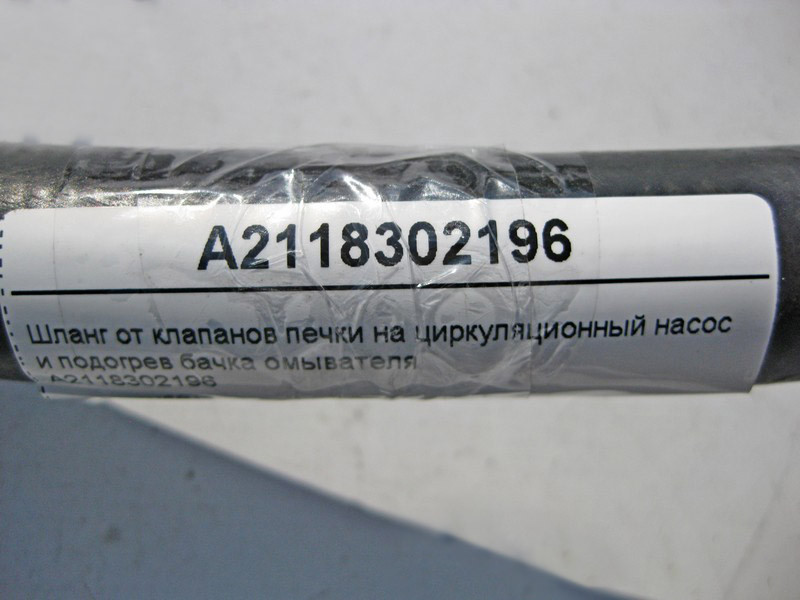 A2118302196
Шланг от клапанов печки на циркуляционный насос
и подогрев бачка омывателя
A2118302196